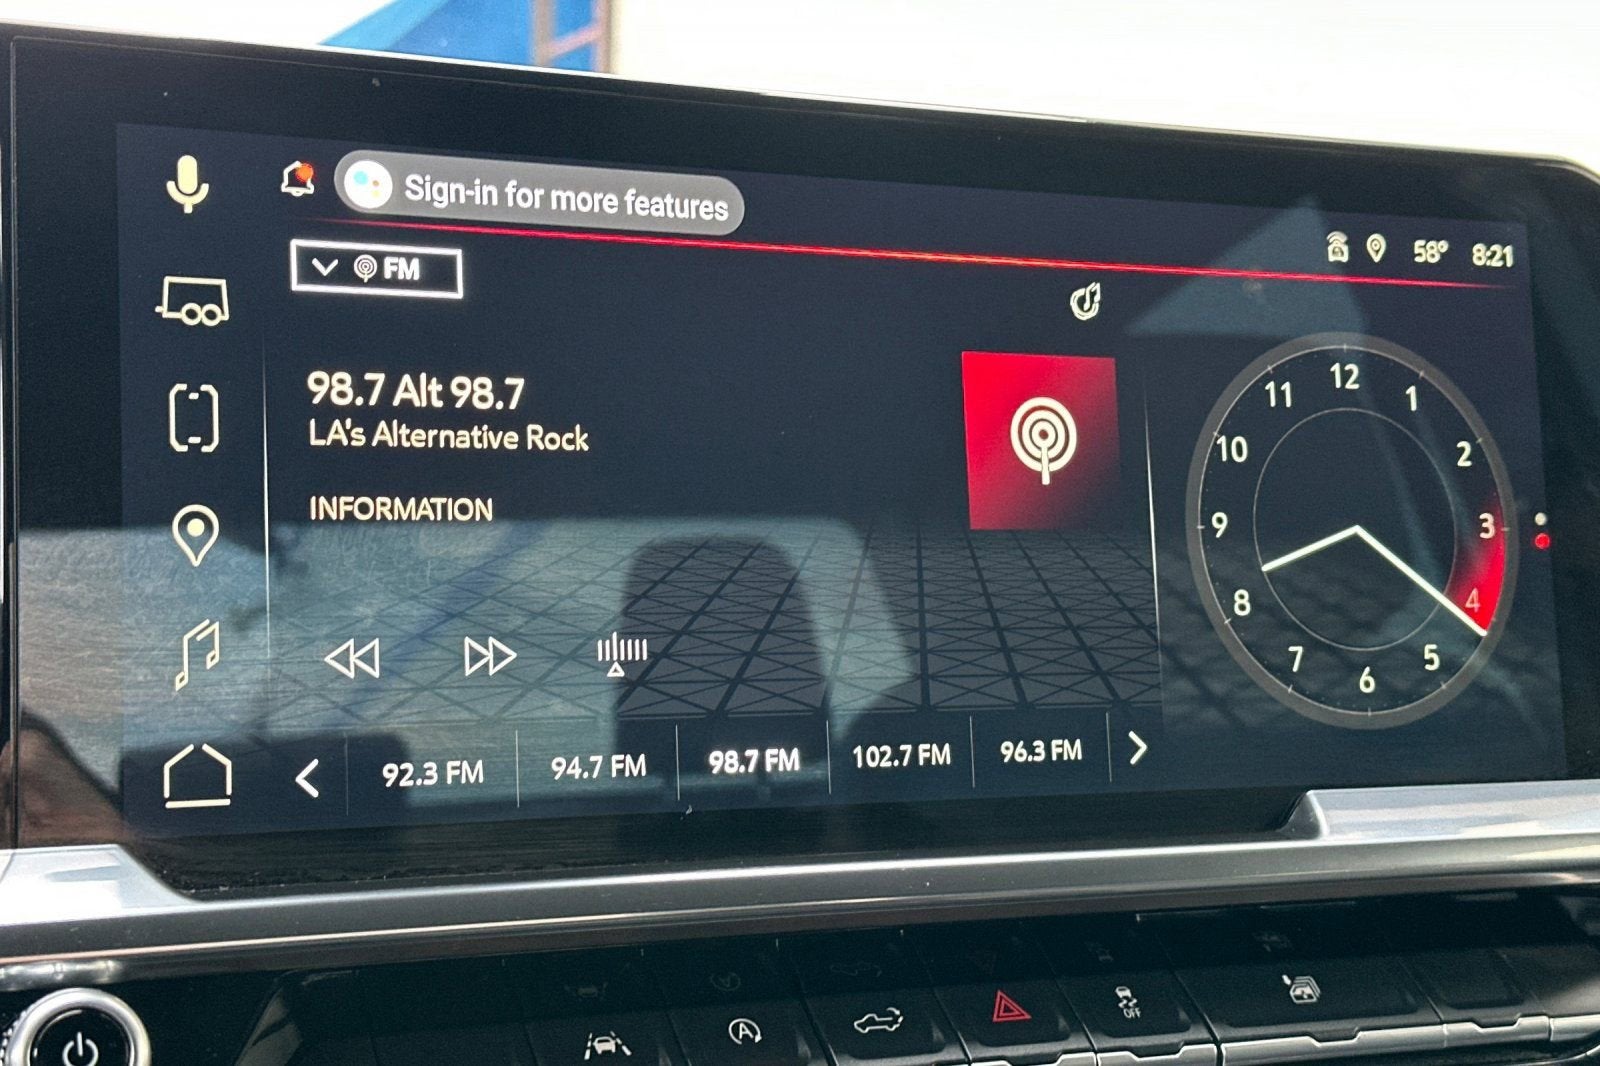 Sign-in for more features
58° 8:21
FM
98.7 Alt 98.7
LA's Alternative Rock
INFORMATION
12
11 1
10 2
9 3
8 4
7 5
6
92.3 FM 94.7 FM 98.7 FM 102.7 FM 96.3 FM
A
OFF